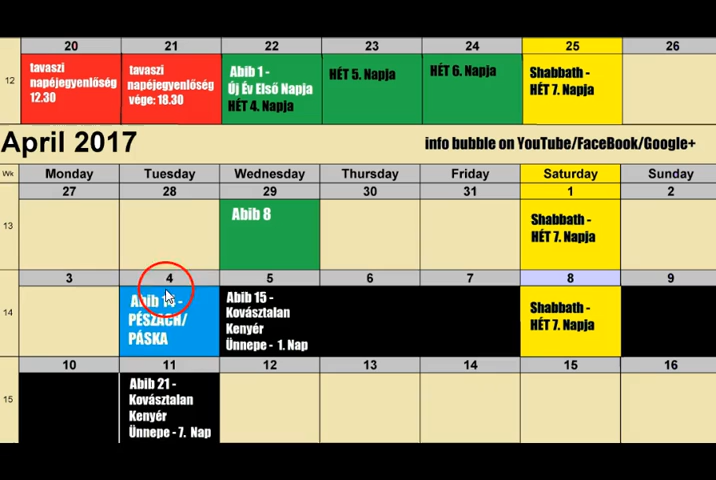 20 21 22 23 24 25 26
12
tavaszi
napéjegyenlőség
12.30
tavaszi
napéjegyenlőség
vége: 18.30
Abib 1 -
Új Év Első Napja
HÉT 4. Napja
HÉT 5. Napja
HÉT 6. Napja
Shabbath -
HÉT 7. Napja
April 2017
info bubble on YouTube/FaceBook/Google+
Wk Monday Tuesday Wednesday Thursday Friday Saturday Sunday
27 28 29 30 31 1 2
13
Abib 8
Shabbath -
HÉT 7. Napja
3 4 5 6 7 8 9
14
Abib -
PÉSZACH/
PÁSKA
Abib 15 -
Kovásztalan
Kenyér
Ünnepe - 1. Nap
Shabbath -
HÉT 7. Napja
10 11 12 13 14 15 16
15
Abib 21 -
Kovásztalan
Kenyér
Ünnepe - 7. Nap